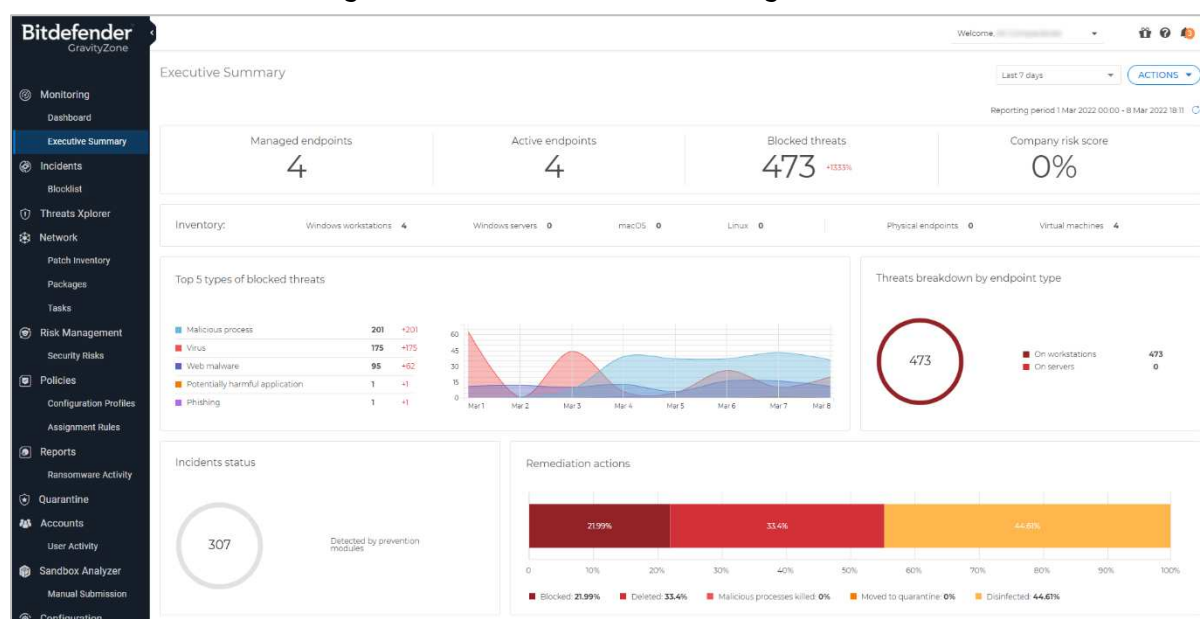 Bitdefender
GravityZone
Welcome,
Monitoring
Dashboard
Executive Summary
Incidents
Blocklist
Threats Xplorer
Network
Patch Inventory
Packages
Tasks
Risk Management
Security Risks
Policies
Configuration Profiles
Assignment Rules
Reports
Ransomware Activity
Quarantine
Accounts
User Activity
Sandbox Analyzer
Manual Submission
Configuration
Executive Summary
Last 7 days
ACTIONS
Reporting period 1 Mar 2022 00:00 - 8 Mar 2022 18:11
Managed endpoints
4
Active endpoints
4
Blocked threats
473 +1333%
Company risk score
0%
Inventory: Windows workstations 4 Windows servers 0 macOS 0 Linux 0 Physical endpoints 0 Virtual machines 4
Top 5 types of blocked threats
Malicious process 201 +201
Virus 175 +175
Web malware 95 +62
Potentially harmful application 1 +1
Phishing 1 +1
60
45
30
15
0
Mar 1 Mar 2 Mar 3 Mar 4 Mar 5 Mar 6 Mar 7 Mar 8
Threats breakdown by endpoint type
473
On workstations 473
On servers 0
Incidents status
307
Detected by prevention
modules
Remediation actions
21.99% 33.4% 44.61%
0 10% 20% 30% 40% 50% 60% 70% 80% 90% 100%
Blocked: 21.99% Deleted: 33.4% Malicious processes killed: 0% Moved to quarantine: 0% Disinfected: 44.61%